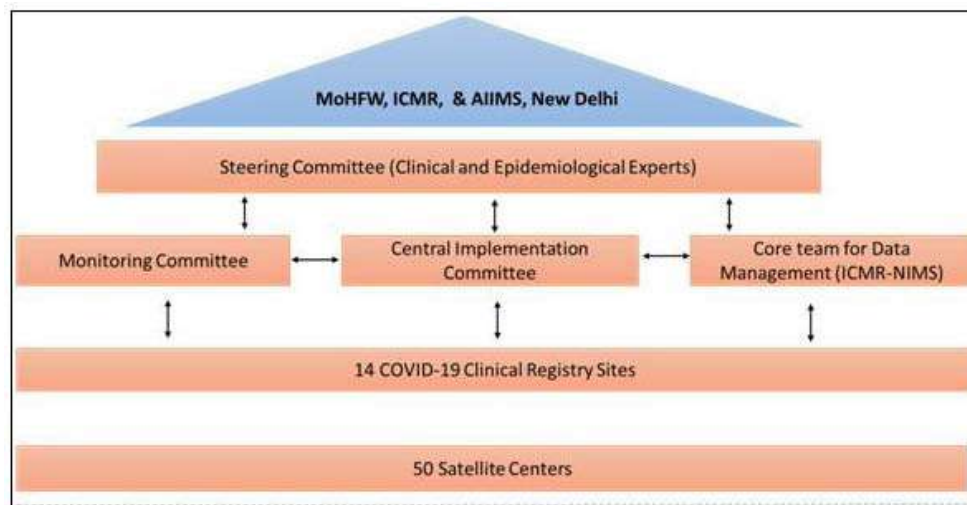 MoHFW, ICMR, & AIIMS, New Delhi
Steering Committee (Clinical and Epidemiological Experts)
Monitoring Committee
Central Implementation
Committee
Core team for Data
Management (ICMR-NIMS)
14 COVID-19 Clinical Registry Sites
50 Satellite Centers